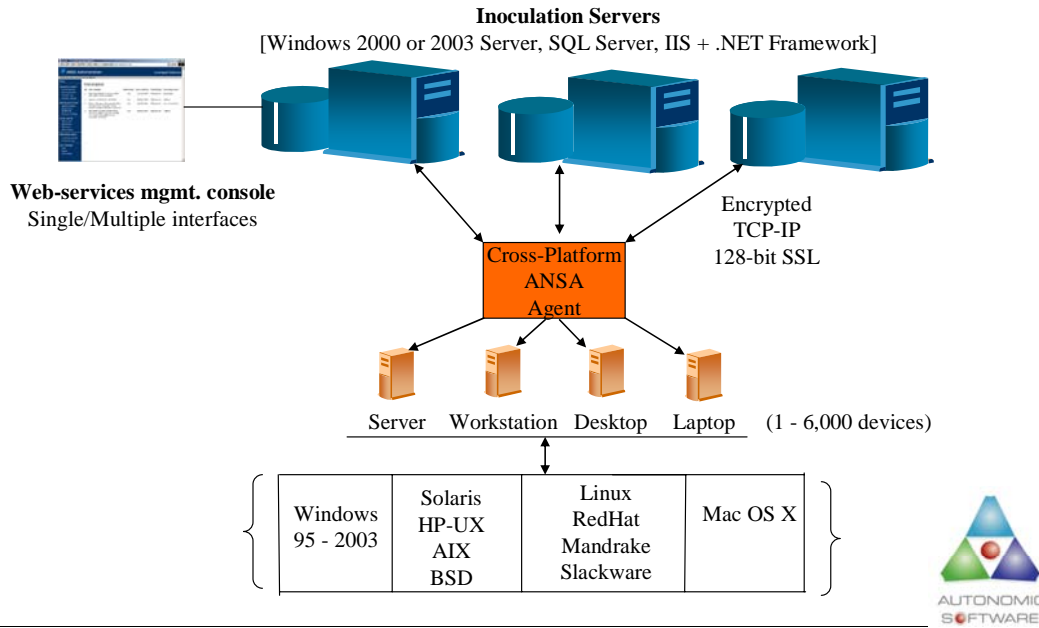 Inoculation Servers
[Windows 2000 or 2003 Server, SQL Server, IIS + .NET Framework]
Web-services mgmt. console
Single/Multiple interfaces
Encrypted
TCP-IP
128-bit SSL
Cross-Platform
ANSA
Agent
Server Workstation Desktop Laptop (1 - 6,000 devices)
Windows
95 - 2003
Solaris
HP-UX
AIX
BSD
Linux
RedHat
Mandrake
Slackware
Mac OS X
AUTONOMIC
SOFTWARE